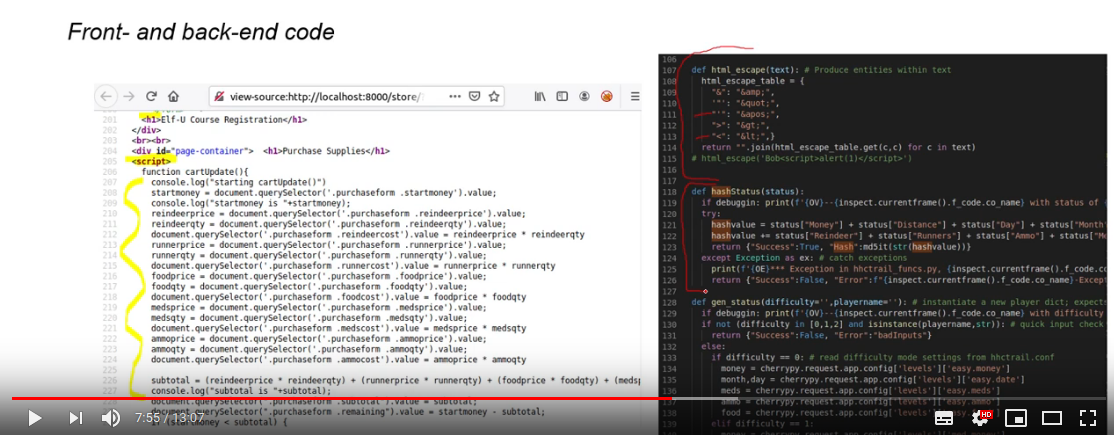 Front- and back-end code
view-source:http://localhost:8000/store/
201 <h1>Elf-U Course Registration</h1>
202 </div>
203 <br><br>
204 <div id="page-container"> <h1>Purchase Supplies</h1>
205 <script>
206 function cartUpdate(){
207 console.log("starting cartUpdate()")
208 startmoney = document.querySelector('.purchaseform .startmoney').value;
209 console.log("startmoney is "+startmoney);
210 reindeerprice = document.querySelector('.purchaseform .reindeerprice').value;
211 reindeerqty = document.querySelector('.purchaseform .reindeerqty').value;
212 document.querySelector('.purchaseform .reindeercost').value = reindeerprice * reindeerqty
213 runnerprice = document.querySelector('.purchaseform .runnerprice').value;
214 runnerqty = document.querySelector('.purchaseform .runnerqty').value;
215 document.querySelector('.purchaseform .runnercost').value = runnerprice * runnerqty
216 foodprice = document.querySelector('.purchaseform .foodprice').value;
217 foodqty = document.querySelector('.purchaseform .foodqty').value;
218 document.querySelector('.purchaseform .foodcost').value = foodprice * foodqty
219 medsprice = document.querySelector('.purchaseform .medsprice').value;
220 medsqty = document.querySelector('.purchaseform .medsqty').value;
221 document.querySelector('.purchaseform .medscost').value = medsprice * medsqty
222 ammoprice = document.querySelector('.purchaseform .ammoprice').value;
223 ammoqty = document.querySelector('.purchaseform .ammoqty').value;
224 document.querySelector('.purchaseform .ammocost').value = ammoprice * ammoqty
225
226 subtotal = (reindeerprice * reindeerqty) + (runnerprice * runnerqty) + (foodprice * foodqty) + (medsp
227 console.log("subtotal is "+subtotal);
document.querySelector('.purchaseform .subtotal').value = subtotal
document.querySelector('.purchaseform .remaining').value = startmoney - subtotal;
(startmoney < subtotal) {
106
107 def html_escape(text): # Produce entities within text
108 html_escape_table = {
109 "&": "&amp;",
110 '"': "&quot;",
111 "'": "&apos;",
112 ">": "&gt;",
113 "<": "&lt;",}
114 return "".join(html_escape_table.get(c,c) for c in text)
115 # html_escape('Bob<script>alert(1)</script>')
116
117
118 def hashStatus(status):
119 if debuggin: print(f'{OV}--{inspect.currentframe().f_code.co_name} with status of {
120 try:
121 hashvalue = status["Money"] + status["Distance"] + status["Day"] + status["Month"
122 hashvalue += status["Reindeer"] + status["Runners"] + status["Ammo"] + status["Me
123 return {"Success":True, "Hash":md5it(str(hashvalue))}
124 except Exception as ex: # catch exceptions
125 print(f'{OE}*** Exception in hhctrail_funcs.py, {inspect.currentframe().f_code.co
126 return {"Success":False, "Error":f"{inspect.currentframe().f_code.co_name}-Excep
127
128 def gen_status(difficulty='',playername=''): # instantiate a new player dict; expects
129 if debuggin: print(f'{OV}--{inspect.currentframe().f_code.co_name} with difficulty
130 if not (difficulty in [0,1,2] and isinstance(playername,str)): # quick input check
131 return {"Success":False, "Error":"badInputs"}
132 else:
133 if difficulty == 0: # read difficulty mode settings from hhctrail.conf
134 money = cherrypy.request.app.config['levels']['easy.money']
135 month,day = cherrypy.request.app.config['levels']['easy.date']
136 meds = cherrypy.request.app.config['levels']['easy.meds']
137 ammo = cherrypy.request.app.config['levels']['easy.ammo']
138 food = cherrypy.request.app.config['levels']['easy.food']
139 elif difficulty == 1:
7:55 / 13:07
HD